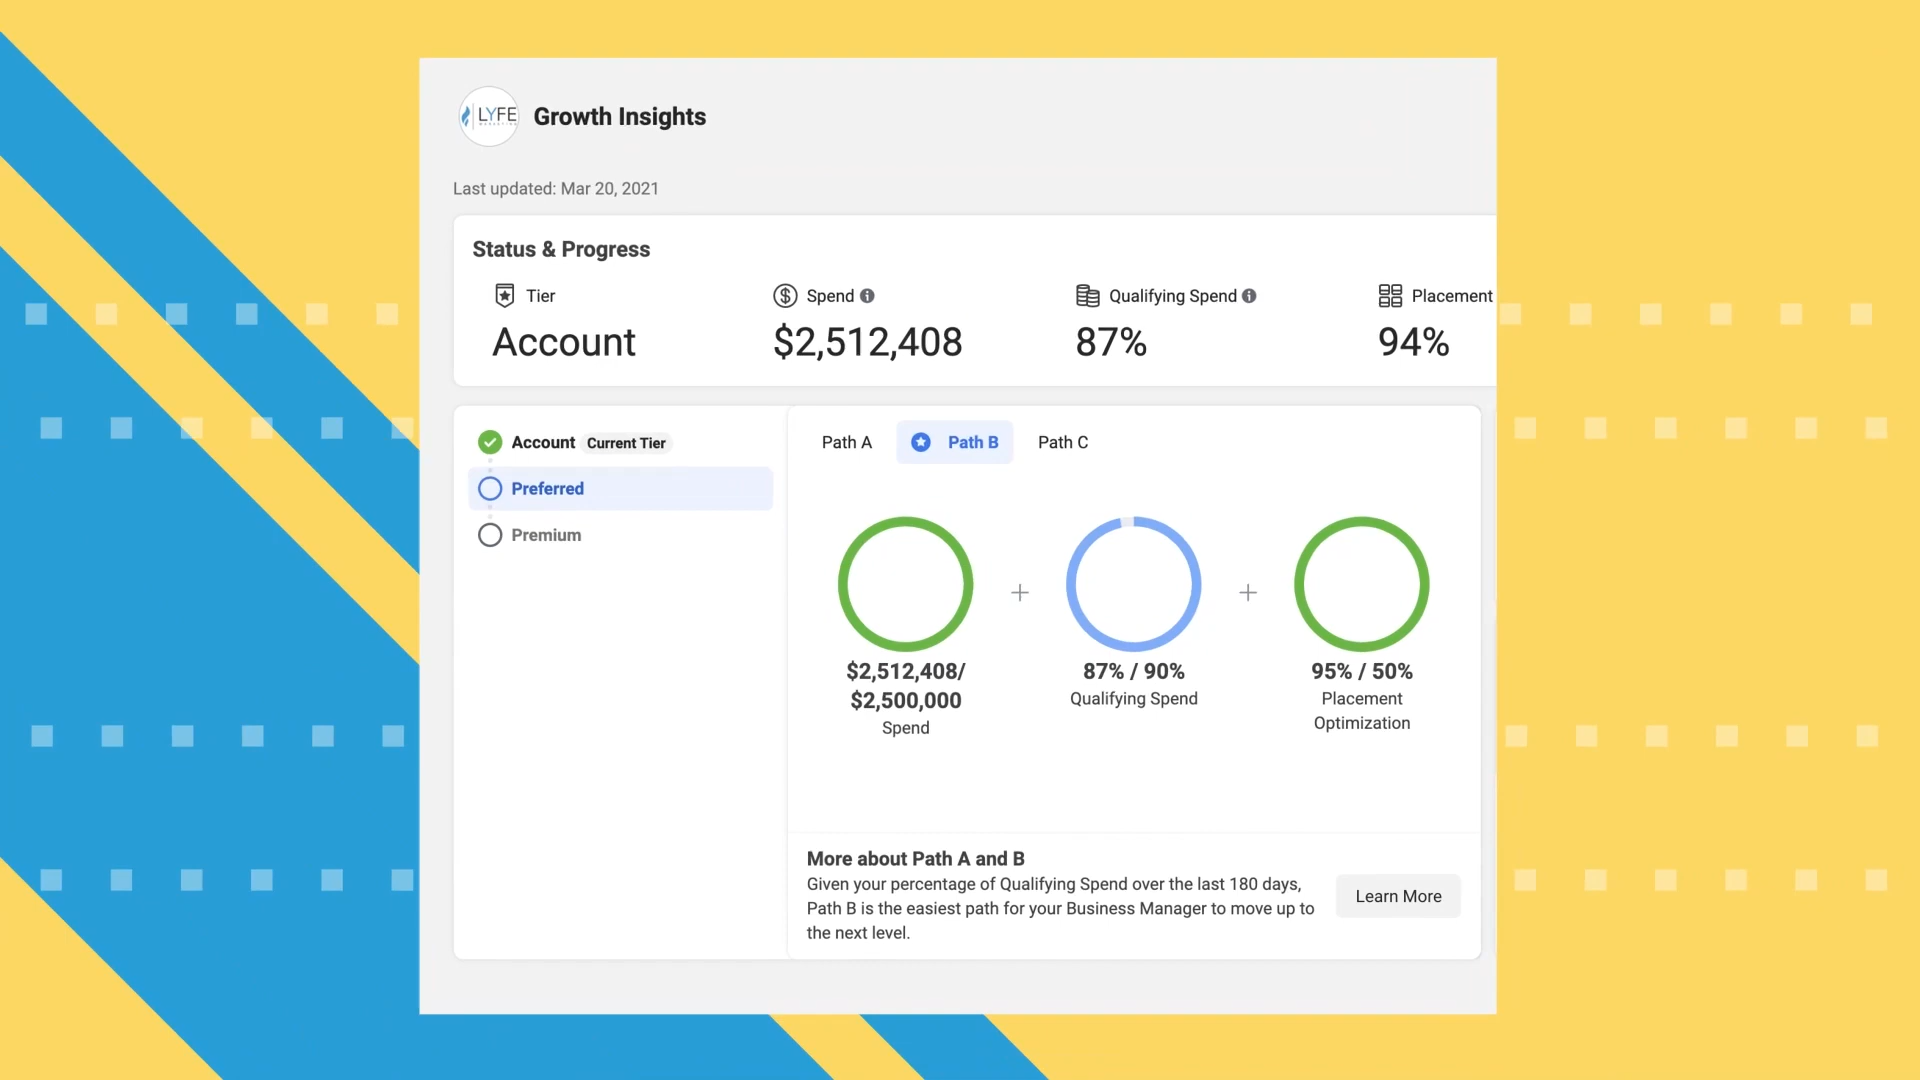 LYFE
Growth Insights
Last updated: Mar 20, 2021
Status & Progress
Tier
Spend
Qualifying Spend
Placement
Account
$2,512,408
87%
94%
Account Current Tier
Preferred
Premium
Path A
Path B
Path C
$2,512,408/
$2,500,000
Spend
87% / 90%
Qualifying Spend
95% / 50%
Placement
Optimization
More about Path A and B
Given your percentage of Qualifying Spend over the last 180 days,
Path B is the easiest path for your Business Manager to move up to
the next level.
Learn More